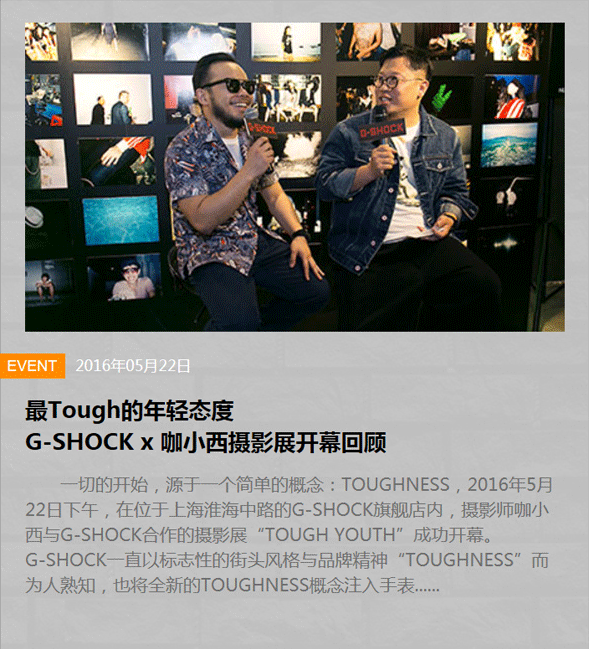 G-SHOCK
G-SHOCK
EVENT 2016年05月22日
最Tough的年轻态度
G-SHOCK x 咖小西摄影展开幕回顾
一切的开始，源于一个简单的概念：TOUGHNESS，2016年5月
22日下午，在位于上海淮海中路的G-SHOCK旗舰店内，摄影师咖小
西与G-SHOCK合作的摄影展“TOUGH YOUTH”成功开幕。
G-SHOCK一直以标志性的街头风格与品牌精神“TOUGHNESS”而
为人熟知，也将全新的TOUGHNESS概念注入手表......